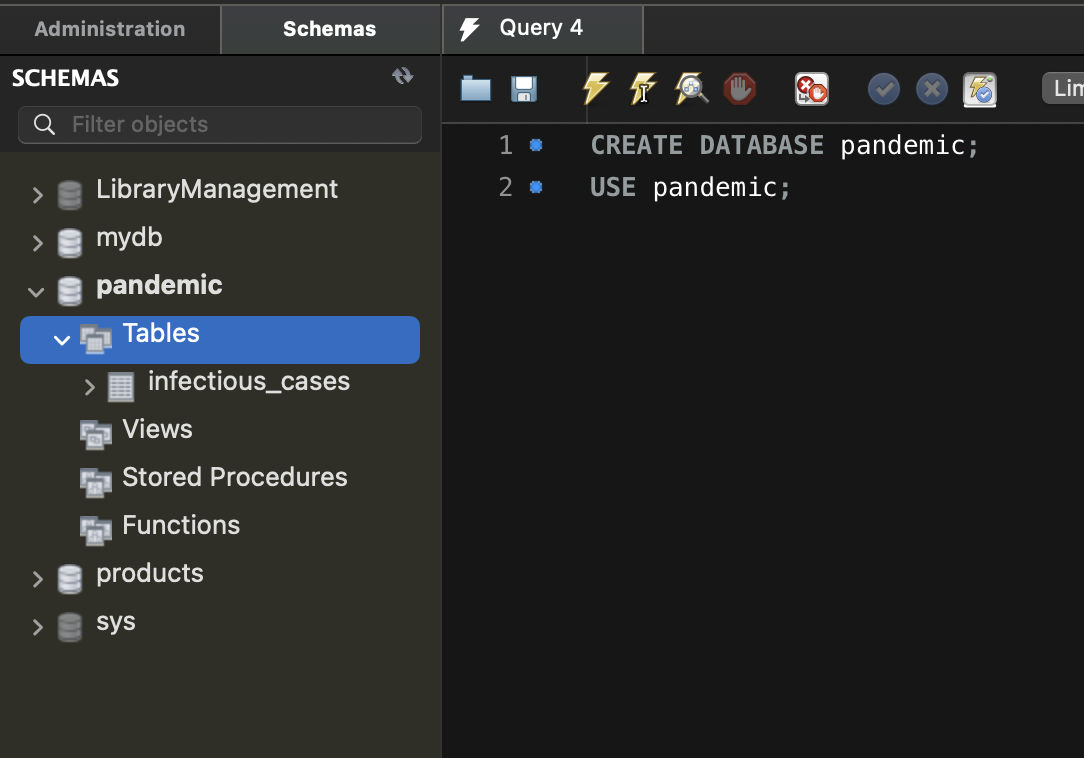 Administration
Schemas
Query 4
SCHEMAS
Filter objects
LibraryManagement
mydb
pandemic
Tables
infectious_cases
Views
Stored Procedures
Functions
products
sys
Lim
1 CREATE DATABASE pandemic;
2 USE pandemic;